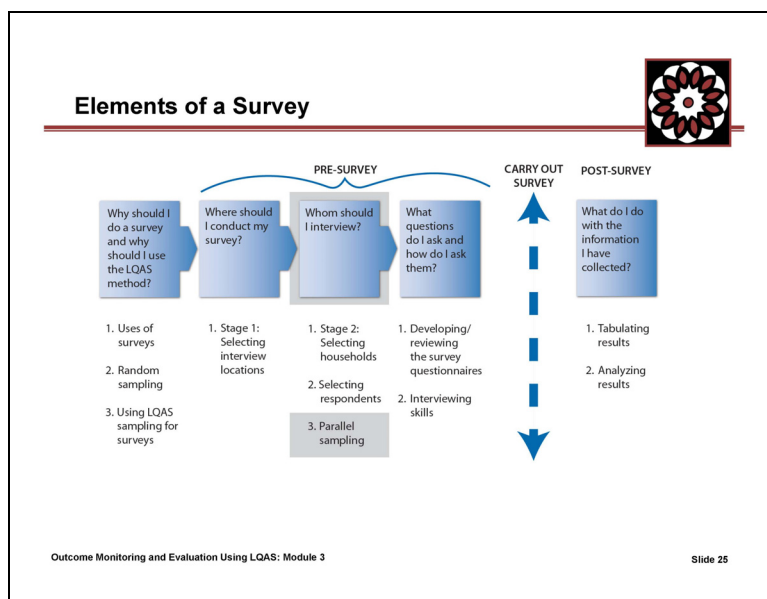 Elements of a Survey
PRE-SURVEY
CARRY OUT
SURVEY
POST-SURVEY
Why should I
do a survey
and why
should I use
the LQAS
method?
Where should
I conduct my
survey?
Whom should
I interview?
What
questions
do I ask and
how do I ask
them?
What do I do
with the
information
I have
collected?
1. Uses of
surveys
2. Random
sampling
3. Using LQAS
sampling for
surveys
1. Stage 1:
Selecting
interview
locations
1. Stage 2:
Selecting
households
2. Selecting
respondents
3. Parallel
sampling
1. Developing/
reviewing
the survey
questionnaires
2. Interviewing
skills
1. Tabulating
results
2. Analyzing
results
Outcome Monitoring and Evaluation Using LQAS: Module 3
Slide 25